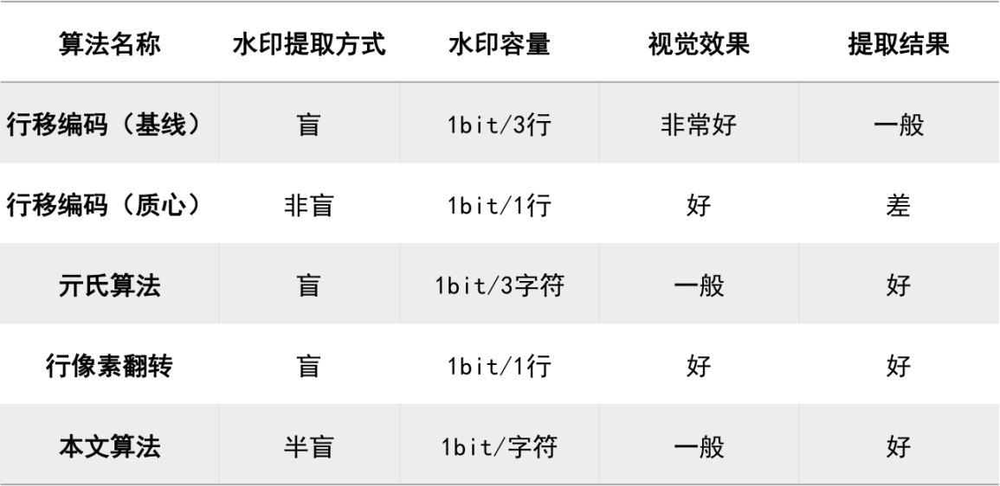 算法名称 水印提取方式 水印容量 视觉效果 提取结果
行移编码（基线） 盲 1bit/3行 非常好 一般
行移编码（质心） 非盲 1bit/1行 好 差
亓氏算法 盲 1bit/3字符 一般 好
行像素翻转 盲 1bit/1行 好 好
本文算法 半盲 1bit/字符 一般 好